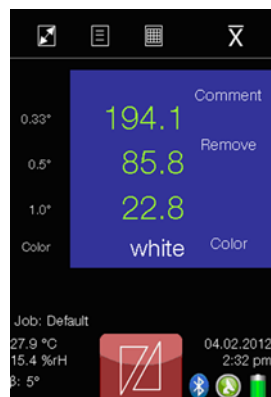 X
Comment
0.33° 194.1
Remove
0.5° 85.8
1.0° 22.8
Color white Color
Job: Default
27.9 °C 04.02.2012
15.4 %rH 2:32 pm
β: 5°